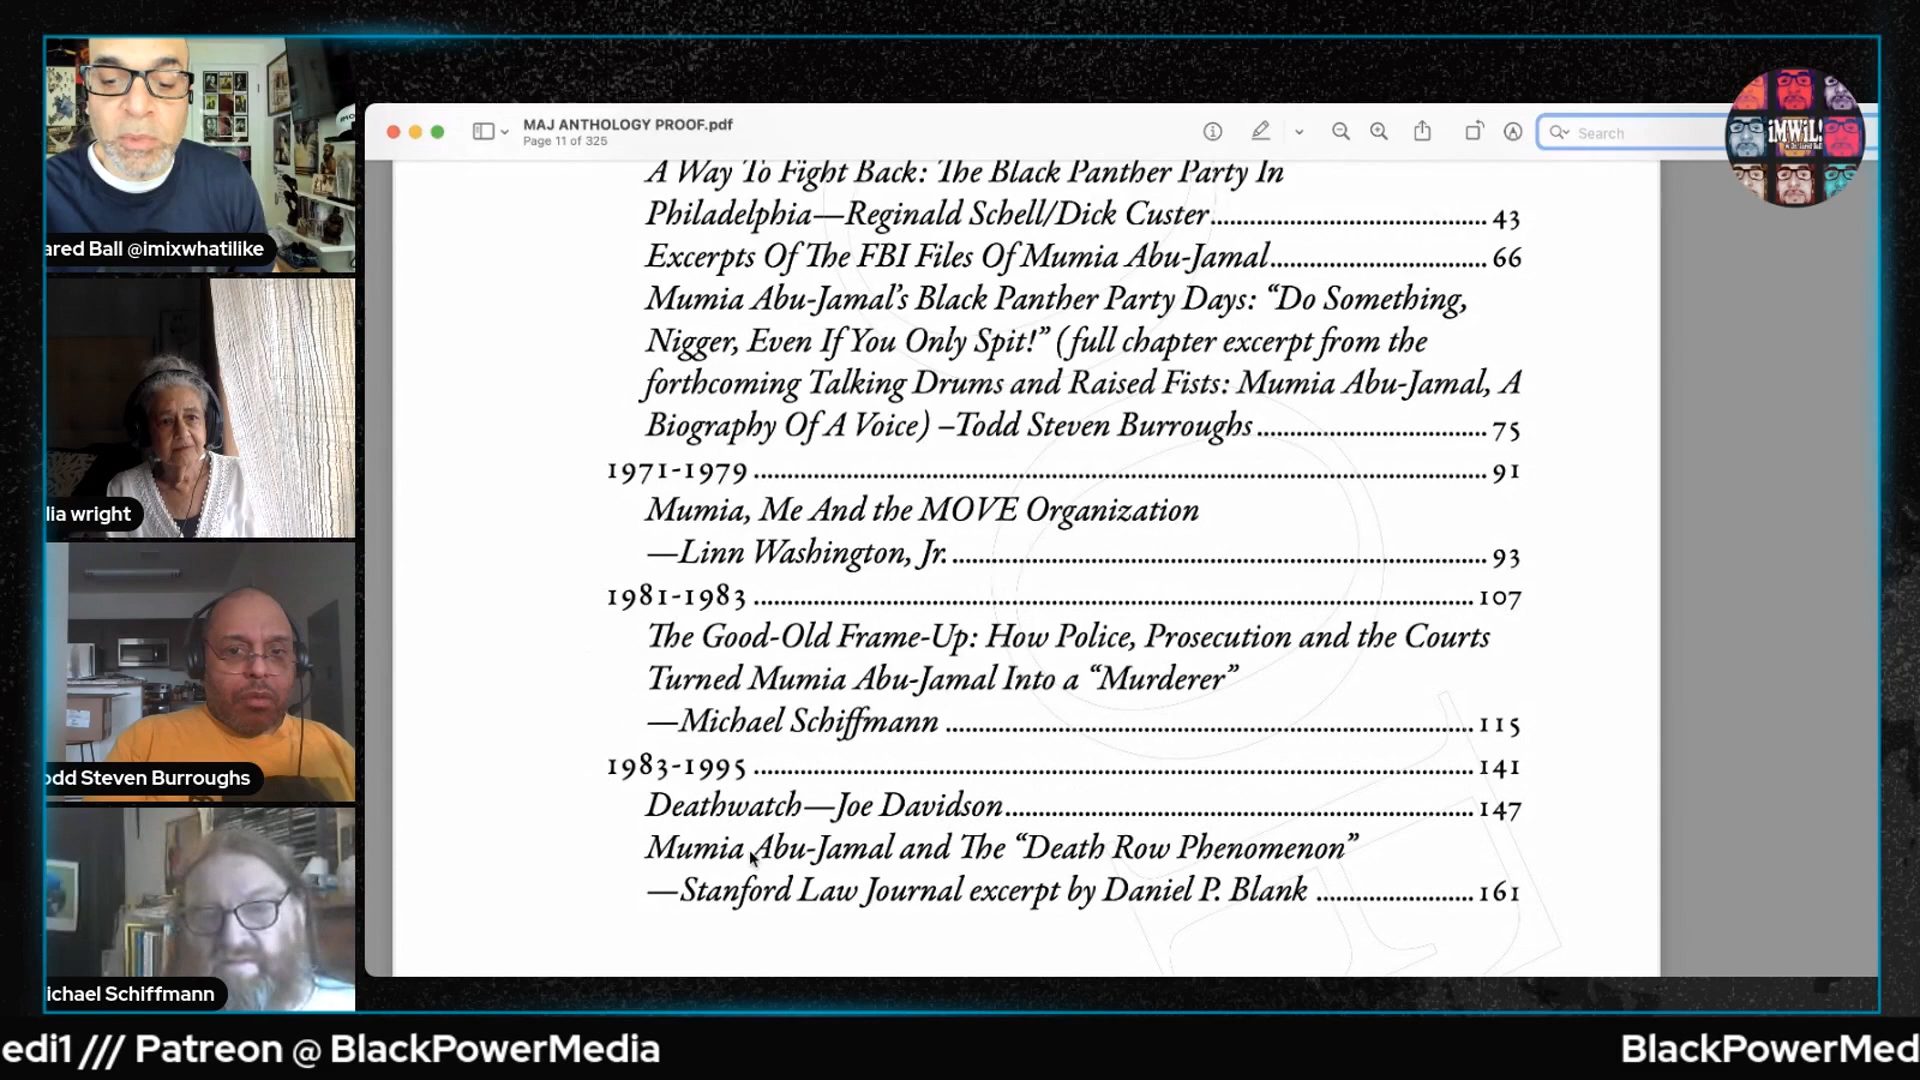 ared Ball @imixwhatilike
lia wright
odd Steven Burroughs
ichael Schiffmann
MAJ ANTHOLOGY PROOF.pdf
Page 11 of 325
Search
iMWiL!
A Way To Fight Back: The Black Panther Party In
Philadelphia—Reginald Schell/Dick Custer 43
Excerpts Of The FBI Files Of Mumia Abu-Jamal 66
Mumia Abu-Jamal’s Black Panther Party Days: “Do Something,
Nigger, Even If You Only Spit!” (full chapter excerpt from the
forthcoming Talking Drums and Raised Fists: Mumia Abu-Jamal, A
Biography Of A Voice) –Todd Steven Burroughs 75
1971-1979 91
Mumia, Me And the MOVE Organization
—Linn Washington, Jr. 93
1981-1983 107
The Good-Old Frame-Up: How Police, Prosecution and the Courts
Turned Mumia Abu-Jamal Into a “Murderer”
—Michael Schiffmann 115
1983-1995 141
Deathwatch—Joe Davidson 147
Mumia Abu-Jamal and The “Death Row Phenomenon”
—Stanford Law Journal excerpt by Daniel P. Blank 161
edi1 /// Patreon @ BlackPowerMedia
BlackPowerMed